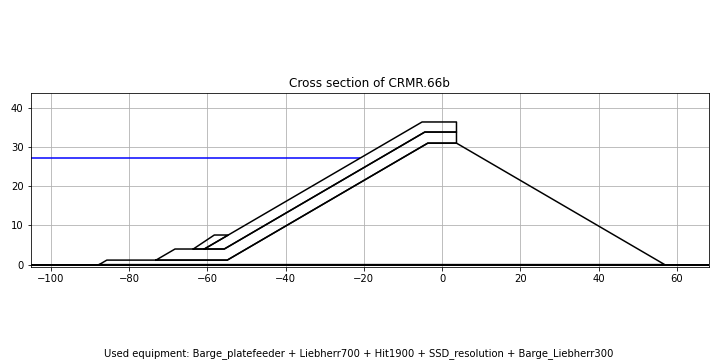 Cross section of CRMR.66b
40
30
20
10
0
−100 −80 −60 −40 −20 0 20 40 60
Used equipment: Barge_platefeeder + Liebherr700 + Hit1900 + SSD_resolution + Barge_Liebherr300